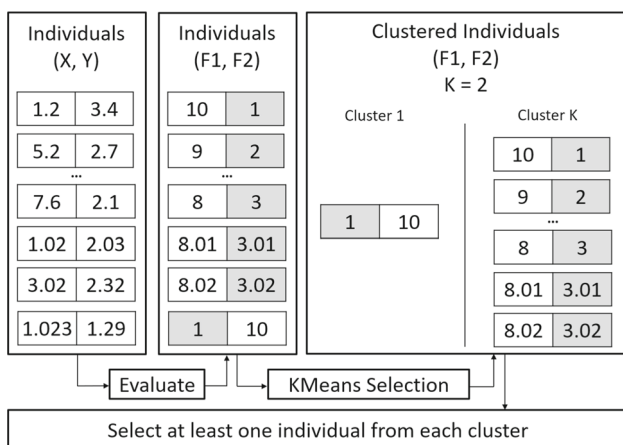 Individuals
(X, Y)
1.2 3.4
5.2 2.7
...
7.6 2.1
1.02 2.03
3.02 2.32
1.023 1.29
Individuals
(F1, F2)
10 1
9 2
...
8 3
8.01 3.01
8.02 3.02
1 10
Clustered Individuals
(F1, F2)
K = 2
Cluster 1
1 10
Cluster K
10 1
9 2
...
8 3
8.01 3.01
8.02 3.02
Evaluate
KMeans Selection
Select at least one individual from each cluster